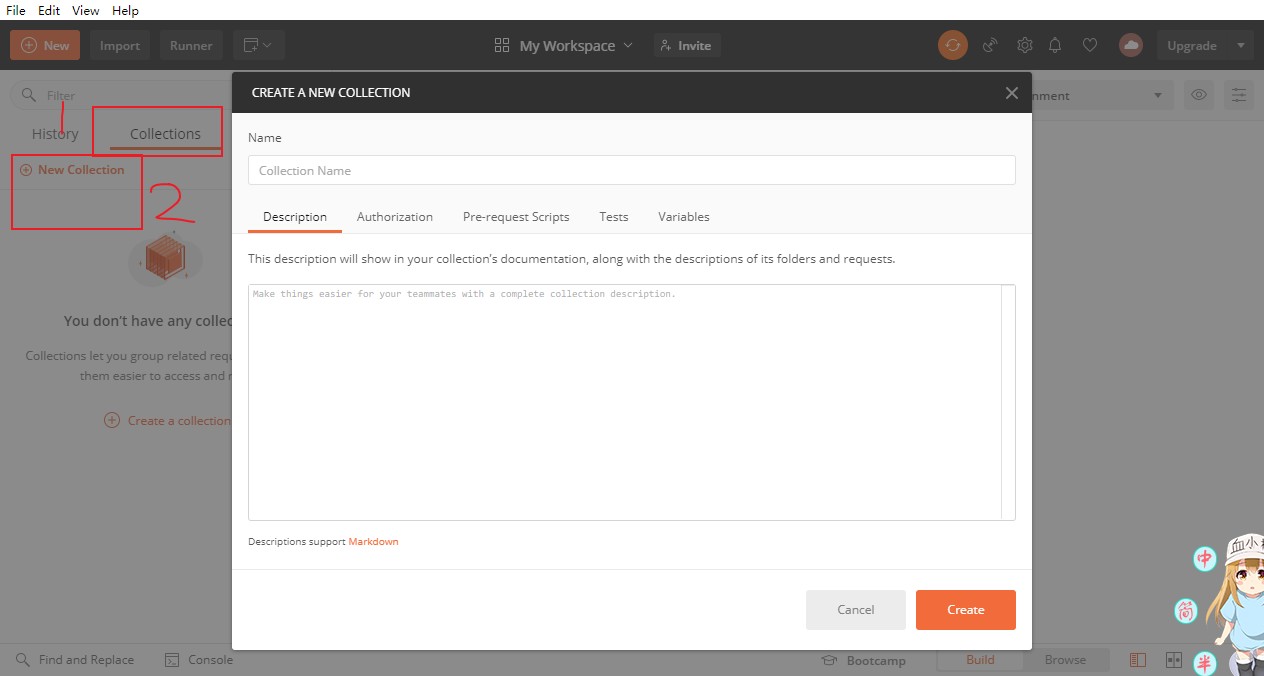 File Edit View Help
New Import Runner My Workspace Invite Upgrade
Filter
History Collections
1
New Collection
2
You don't have any collec
Collections let you group related requ
them easier to access and r
Create a collection
CREATE A NEW COLLECTION
Name
Collection Name
Description Authorization Pre-request Scripts Tests Variables
This description will show in your collection's documentation, along with the descriptions of its folders and requests.
Make things easier for your teammates with a complete collection description.
Descriptions support Markdown
Cancel Create
nment
血小
中
简
半
Find and Replace Console Bootcamp Build Browse